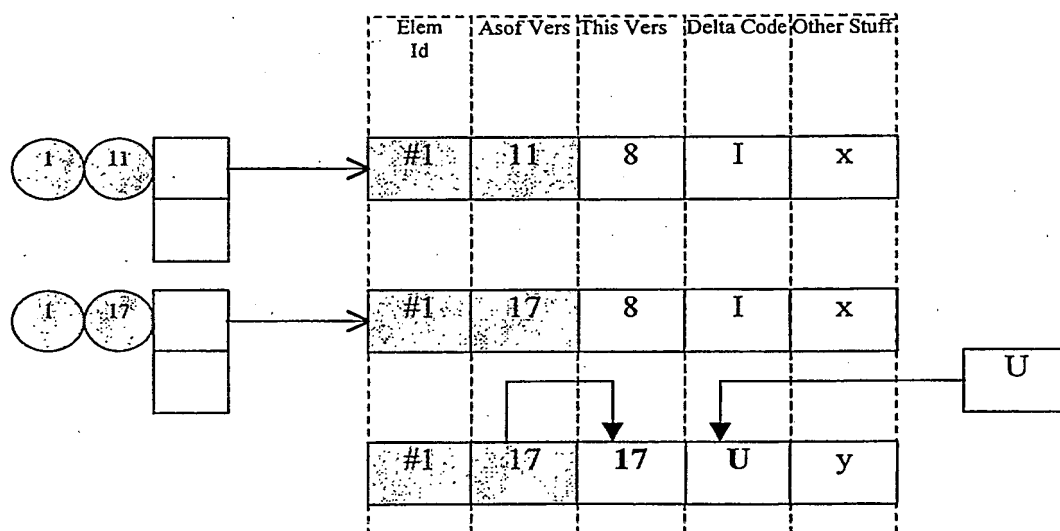 Elem Asof Vers This Vers Delta Code Other Stuff
Id
1 11 #1 11 8 I x
1 17 #1 17 8 I x
U
#1 17 17 U y